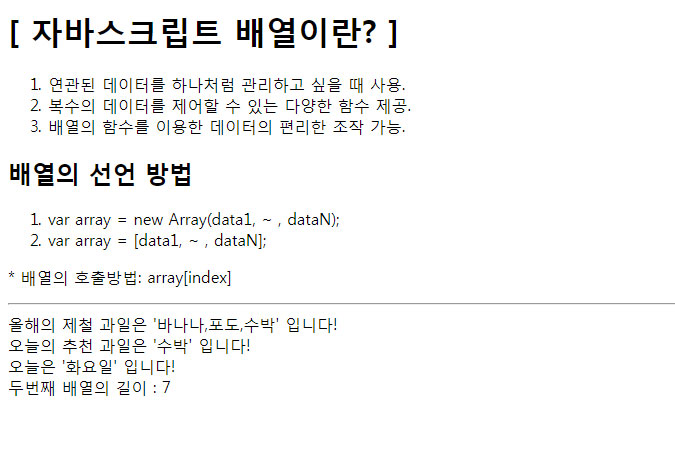 [ 자바스크립트 배열이란? ]
1. 연관된 데이터를 하나처럼 관리하고 싶을 때 사용.
2. 복수의 데이터를 제어할 수 있는 다양한 함수 제공.
3. 배열의 함수를 이용한 데이터의 편리한 조작 가능.
배열의 선언 방법
1. var array = new Array(data1, ~ , dataN);
2. var array = [data1, ~ , dataN];
* 배열의 호출방법: array[index]
올해의 제철 과일은 '바나나,포도,수박' 입니다!
오늘의 추천 과일은 '수박' 입니다!
오늘은 '화요일' 입니다!
두번째 배열의 길이 : 7